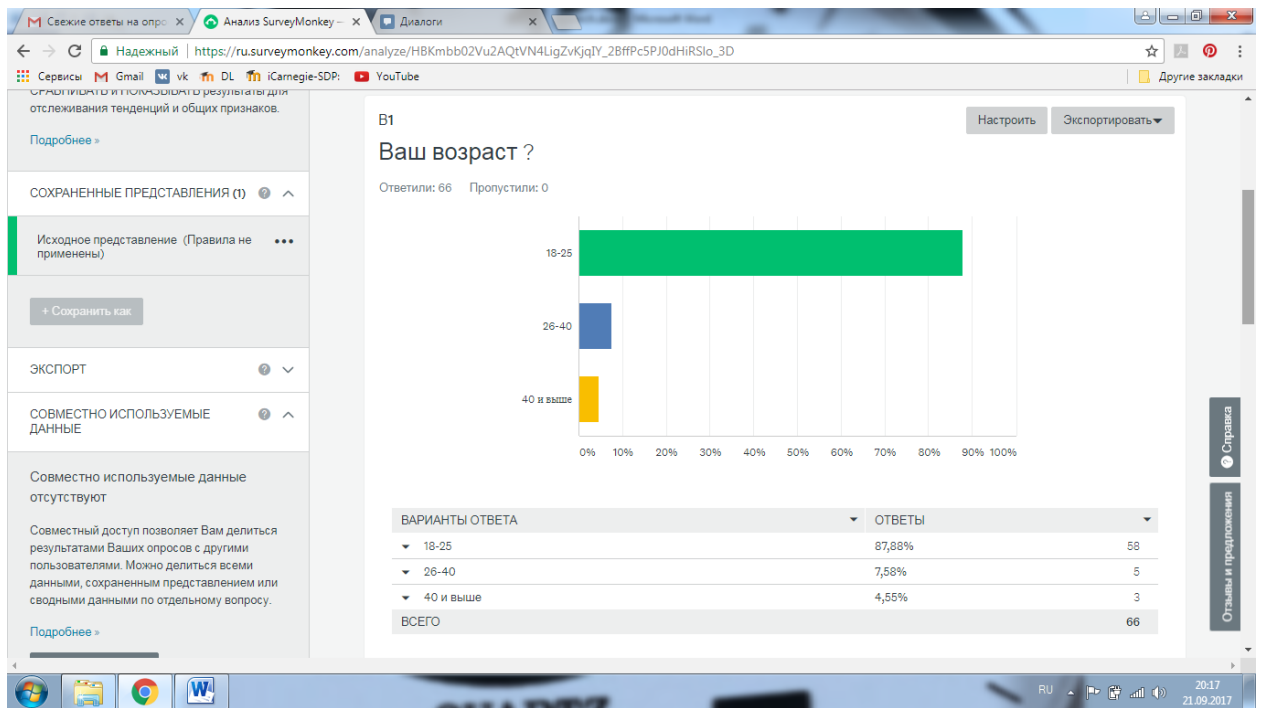 Свежие ответы на опро
Анализ SurveyMonkey –
Диалоги
Надежный
https://ru.surveymonkey.com/analyze/HBKmbb02Vu2AQtVN4LigZvKjqIY_2BffPc5PJ0dHiRSIo_3D
Сервисы Gmail vk DL iCarnegie-SDP: YouTube Другие закладки
СРАВНИВАТЬ И ПОКАЗЫВАТЬ результаты для
отслеживания тенденций и общих признаков.
Подробнее »
СОХРАНЕННЫЕ ПРЕДСТАВЛЕНИЯ (1)
Исходное представление (Правила не
применены)
+ Сохранить как
ЭКСПОРТ
СОВМЕСТНО ИСПОЛЬЗУЕМЫЕ
ДАННЫЕ
Совместно используемые данные
отсутствуют
Совместный доступ позволяет Вам делиться
результатами Ваших опросов с другими
пользователями. Можно делиться всеми
данными, сохраненным представлением или
сводными данными по отдельному вопросу.
Подробнее »
В1
Настроить Экспортировать
Ваш возраст ?
Ответили: 66 Пропустили: 0
18-25
26-40
40 и выше
0% 10% 20% 30% 40% 50% 60% 70% 80% 90% 100%
ВАРИАНТЫ ОТВЕТА ОТВЕТЫ
18-25 87,88% 58
26-40 7,58% 5
40 и выше 4,55% 3
ВСЕГО 66
Справка
Отзывы и предложения
RU
20:17
21.09.2017